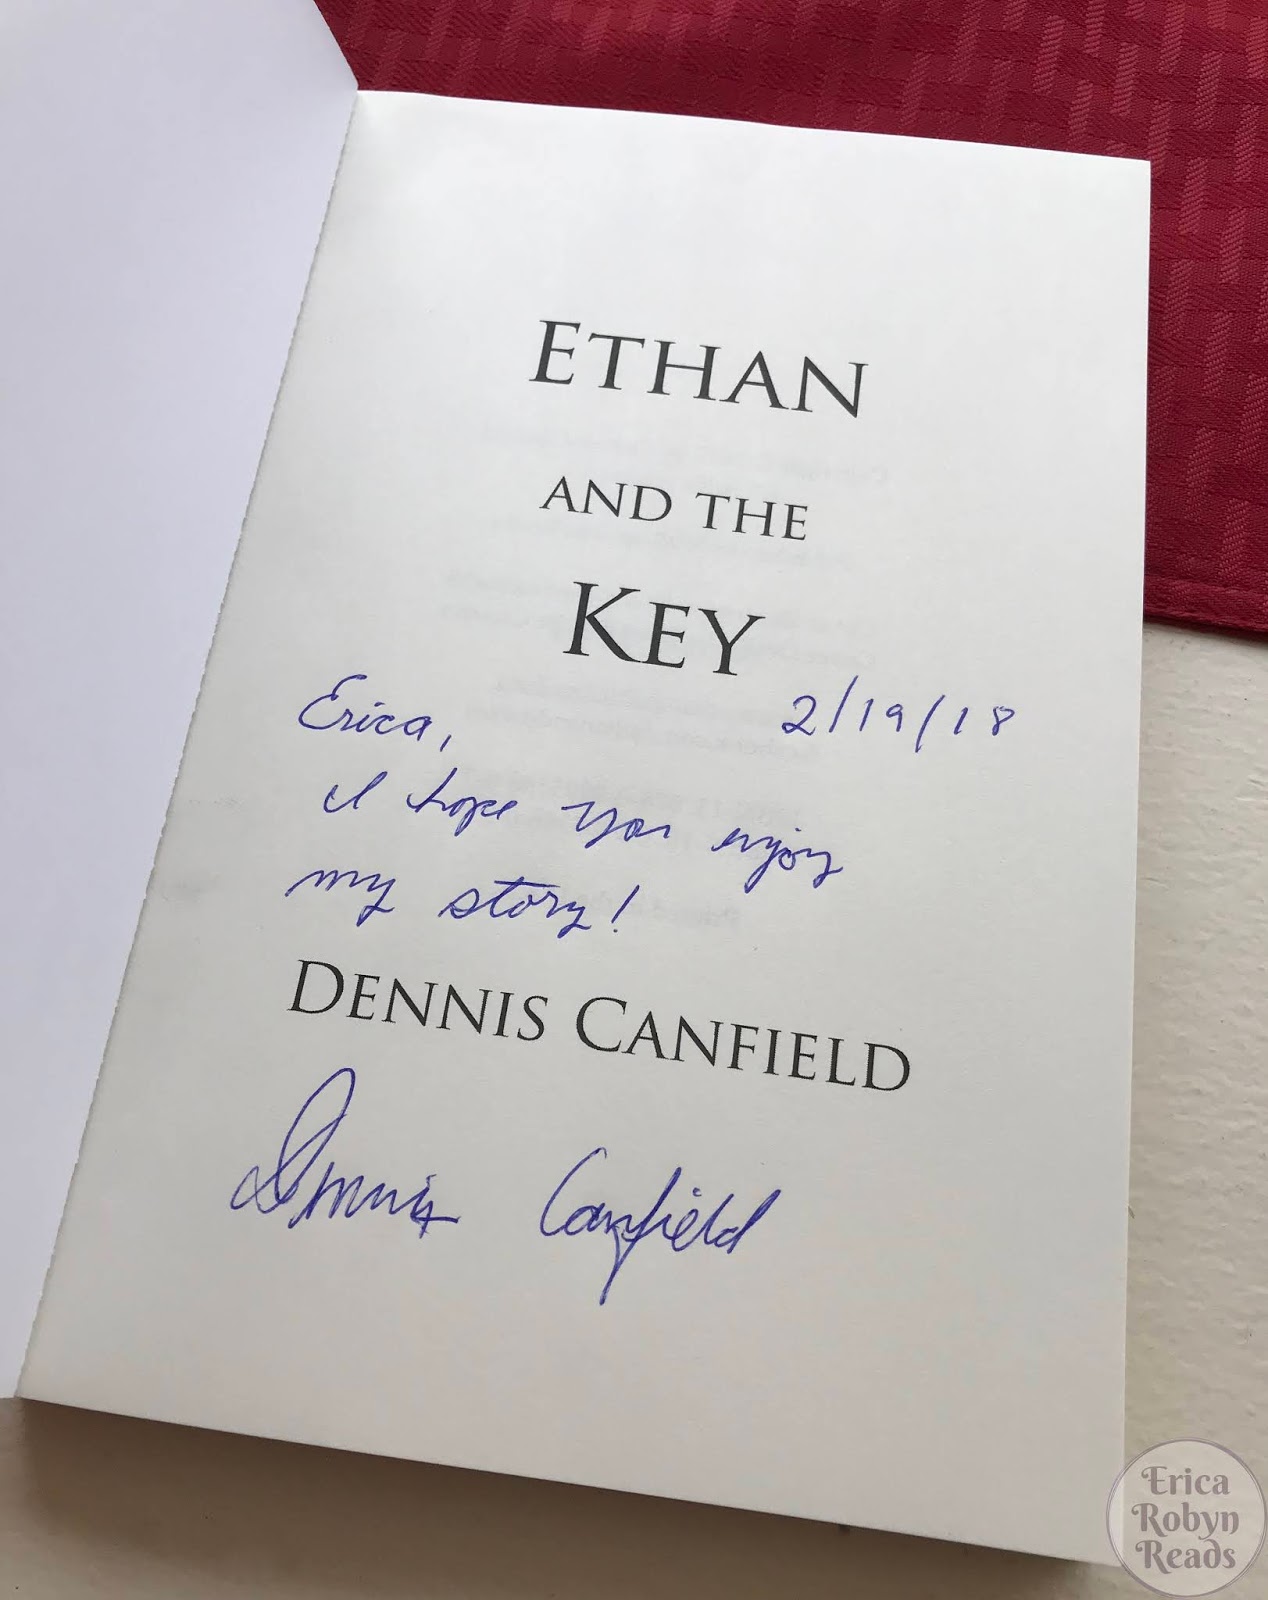 ETHAN
AND THE
KEY
2/19/18
Erica,
I hope you enjoy
my story!
DENNIS CANFIELD
Dennis Canfield
Erica
Robyn
Reads